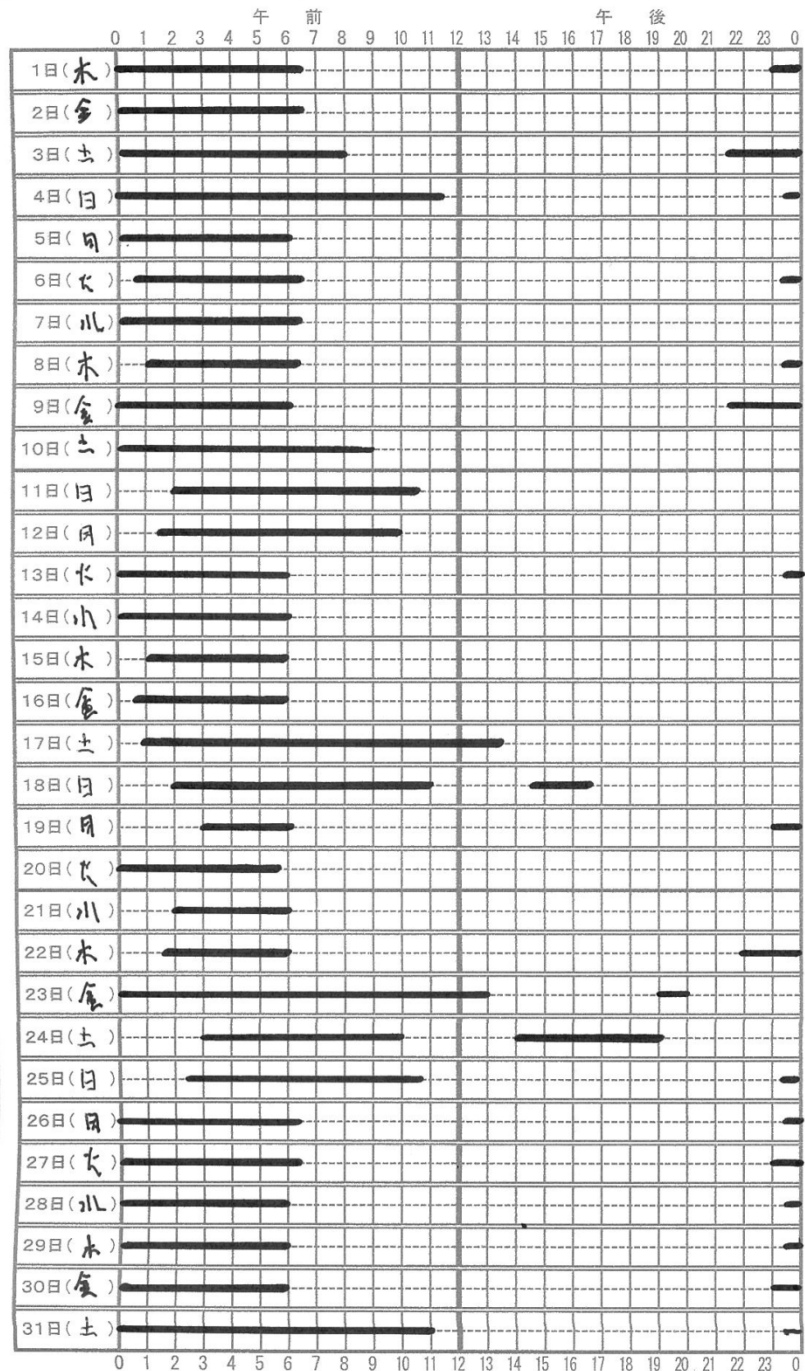 午 前 午 後
0 1 2 3 4 5 6 7 8 9 10 11 12 13 14 15 16 17 18 19 20 21 22 23 0
1日(木)
2日(金)
3日(土)
4日(日)
5日(月)
6日(火)
7日(水)
8日(木)
9日(金)
10日(土)
11日(日)
12日(月)
13日(火)
14日(水)
15日(木)
16日(金)
17日(土)
18日(日)
19日(月)
20日(火)
21日(水)
22日(木)
23日(金)
24日(土)
25日(日)
26日(月)
27日(火)
28日(水)
29日(木)
30日(金)
31日(土)
0 1 2 3 4 5 6 7 8 9 10 11 12 13 14 15 16 17 18 19 20 21 22 23 0